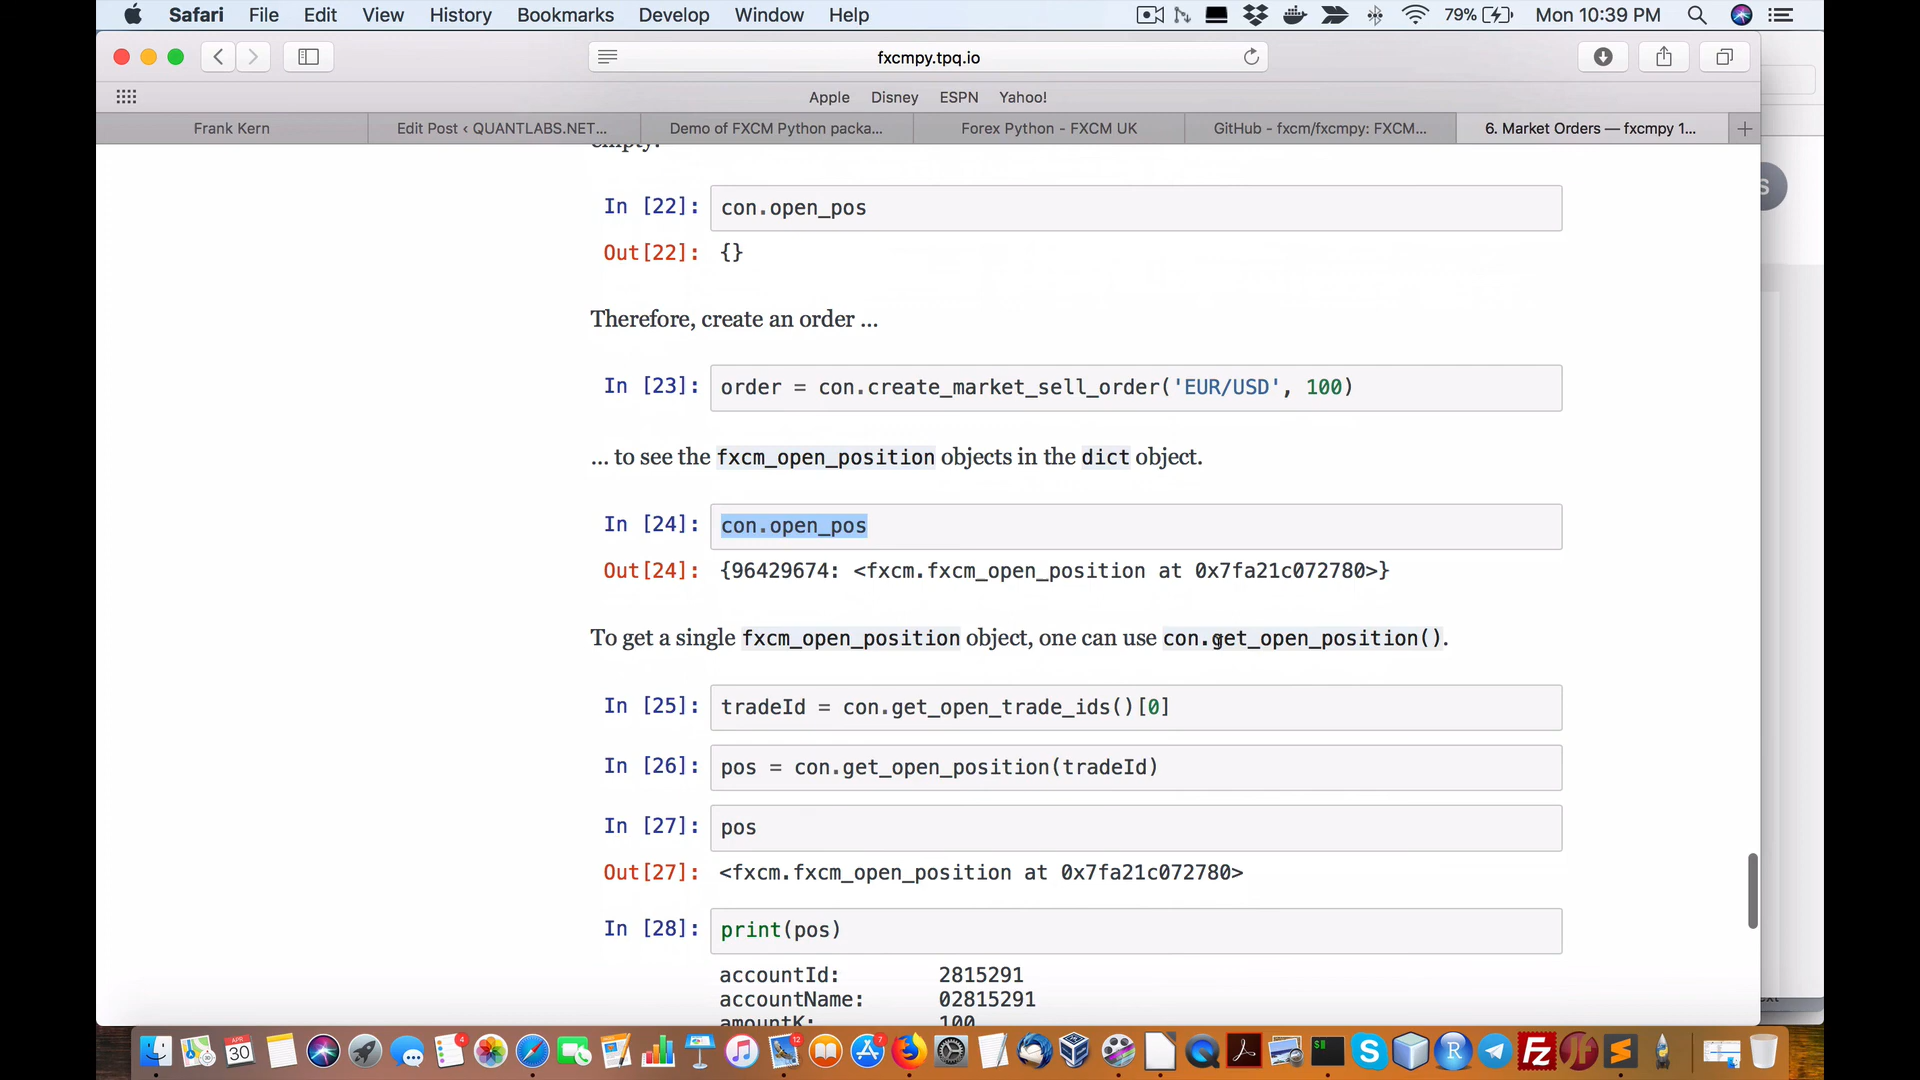 Safari File Edit View History Bookmarks Develop Window Help 79% Mon 10:39 PM
fxcmpy.tpq.io
Apple Disney ESPN Yahoo!
Frank Kern Edit Post ‹ QUANTLABS.NET... Demo of FXCM Python packa... Forex Python - FXCM UK GitHub - fxcm/fxcmpy: FXCM... 6. Market Orders — fxcmpy 1...
empty:
In [22]: con.open_pos
Out[22]: {}
Therefore, create an order ...
In [23]: order = con.create_market_sell_order('EUR/USD', 100)
... to see the fxcm_open_position objects in the dict object.
In [24]: con.open_pos
Out[24]: {96429674: <fxcm.fxcm_open_position at 0x7fa21c072780>}
To get a single fxcm_open_position object, one can use con.get_open_position().
In [25]: tradeId = con.get_open_trade_ids()[0]
In [26]: pos = con.get_open_position(tradeId)
In [27]: pos
Out[27]: <fxcm.fxcm_open_position at 0x7fa21c072780>
In [28]: print(pos)
accountId: 2815291
accountName: 02815291
amountK: 100